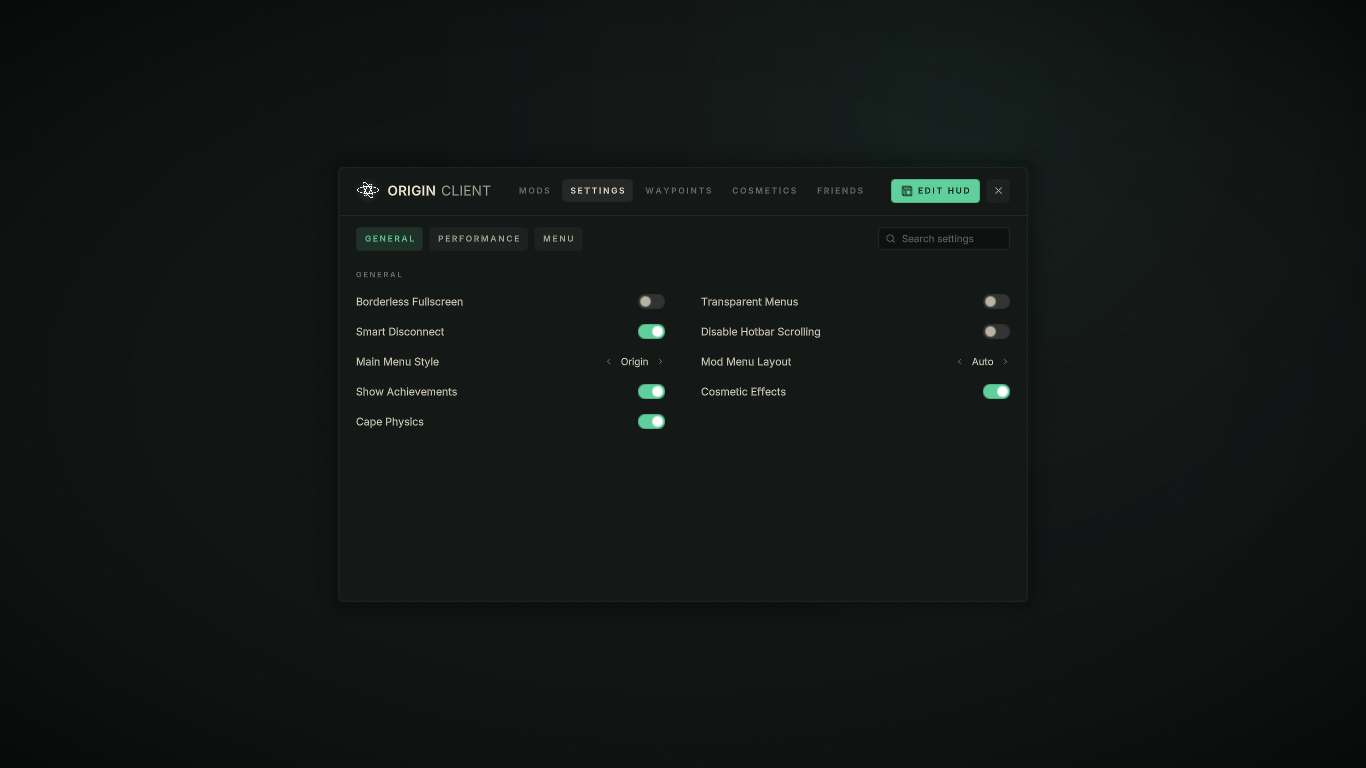 ORIGIN CLIENT MODS SETTINGS WAYPOINTS COSMETICS FRIENDS EDIT HUD
GENERAL PERFORMANCE MENU Search settings
GENERAL
Borderless Fullscreen Transparent Menus
Smart Disconnect Disable Hotbar Scrolling
Main Menu Style Origin Mod Menu Layout Auto
Show Achievements Cosmetic Effects
Cape Physics